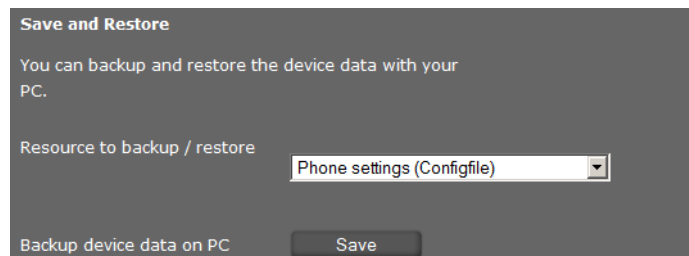 Save and Restore
You can backup and restore the device data with your
PC.
Resource to backup / restore
Phone settings (Configfile)
Backup device data on PC
Save